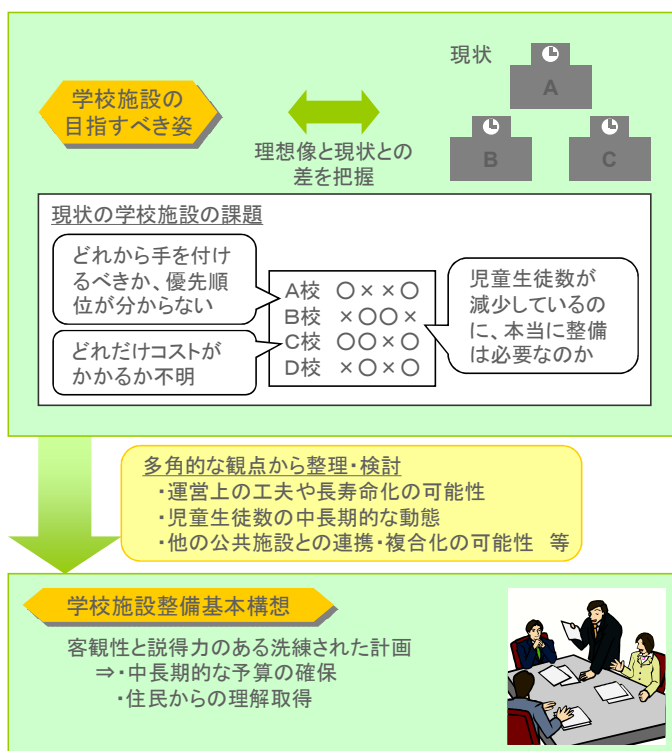 学校施設の
目指すべき姿
現状
A
B
C
理想像と現状との
差を把握
現状の学校施設の課題
どれから手を付け
るべきか、優先順
位が分からない
どれだけコストが
かかるか不明
A校 〇××〇
B校 ×〇〇×
C校 〇〇×〇
D校 ×〇×〇
児童生徒数が
減少しているの
に、本当に整備
は必要なのか
多角的な観点から整理・検討
・運営上の工夫や長寿命化の可能性
・児童生徒数の中長期的な動態
・他の公共施設との連携・複合化の可能性 等
学校施設整備基本構想
客観性と説得力のある洗練された計画
⇒・中長期的な予算の確保
・住民からの理解取得